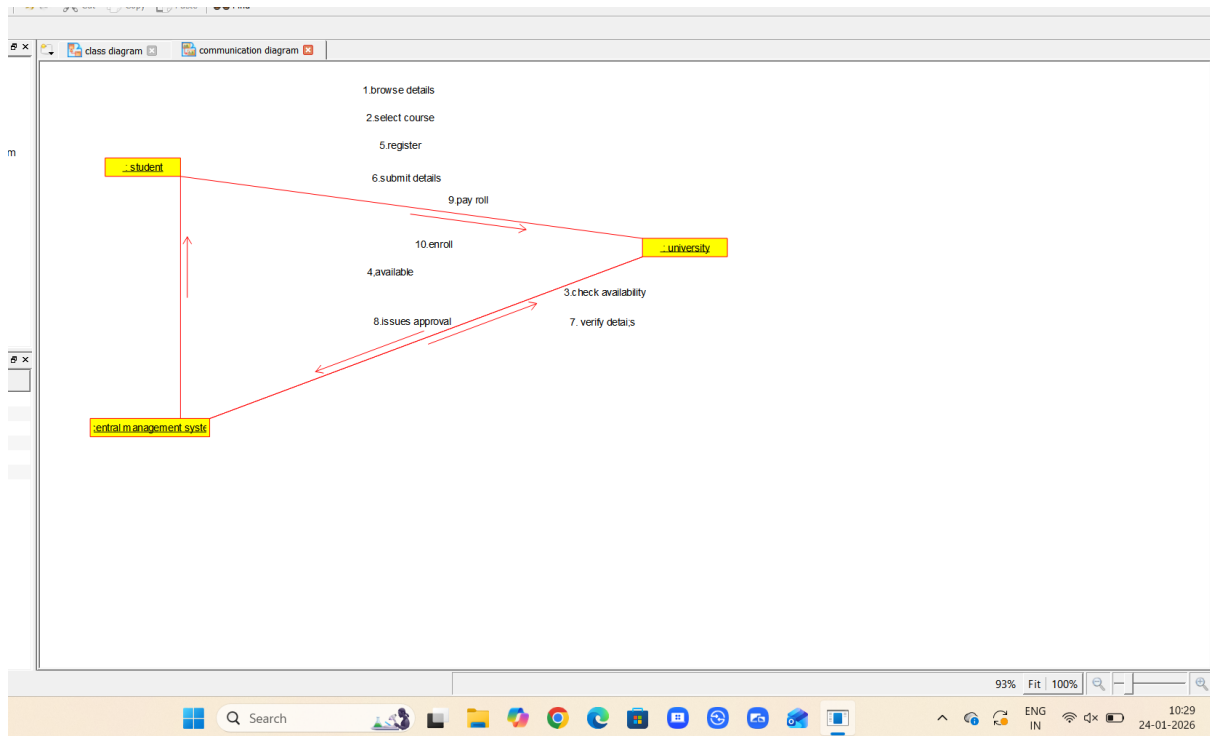 Find
class diagram
communication diagram
1.browse details
2.select course
5.register
m
: student
6.submit details
9.pay roll
10.enroll
: university
4,available
3.check availability
8.issues approval
7. verify detai;s
:entral management syste
93% Fit 100%
Search
ENG
IN
10:29
24-01-2026